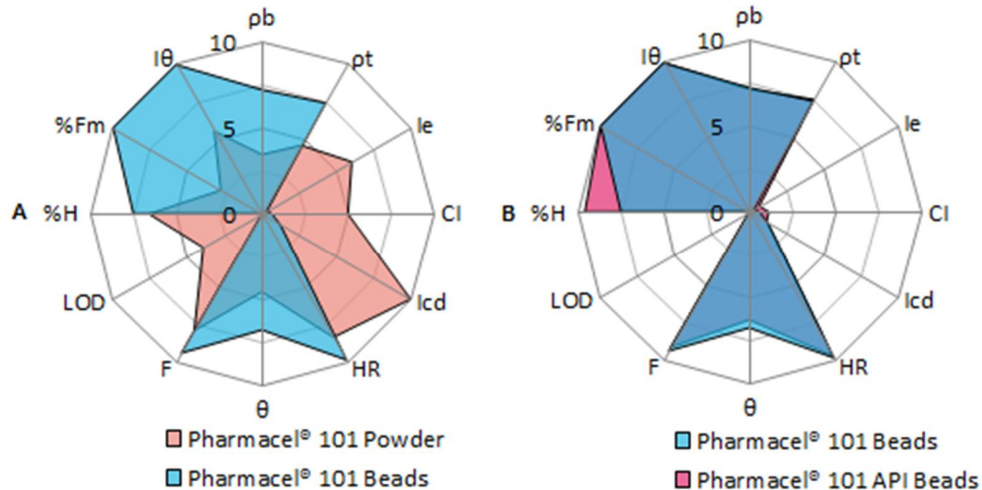 ρb
10
ρt
Iθ
Ie
%Fm
5
A
%H
0
CI
LOD
Icd
F
HR
θ
Pharmacel® 101 Powder
Pharmacel® 101 Beads
ρb
10
ρt
Iθ
Ie
%Fm
5
B
%H
0
CI
LOD
Icd
F
HR
θ
Pharmacel® 101 Beads
Pharmacel® 101 API Beads